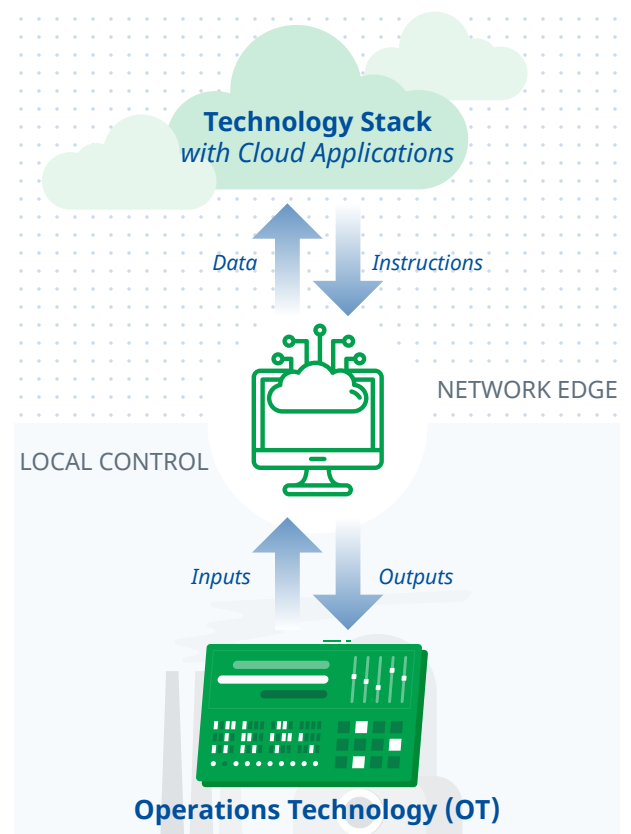 Technology Stack
with Cloud Applications
Data
Instructions
NETWORK EDGE
LOCAL CONTROL
Inputs
Outputs
Operations Technology (OT)